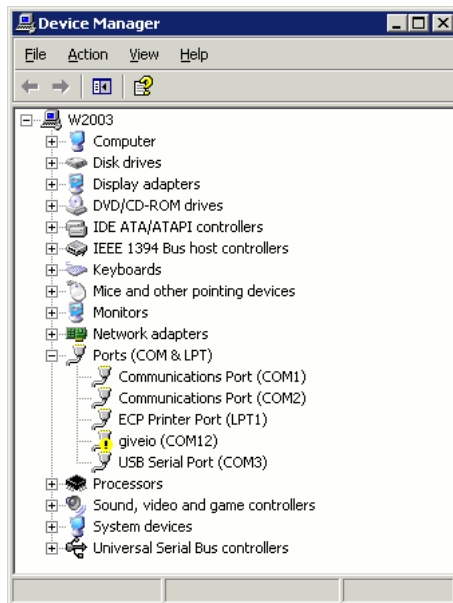 Device Manager
File Action View Help
W2003
Computer
Disk drives
Display adapters
DVD/CD-ROM drives
IDE ATA/ATAPI controllers
IEEE 1394 Bus host controllers
Keyboards
Mice and other pointing devices
Monitors
Network adapters
Ports (COM & LPT)
Communications Port (COM1)
Communications Port (COM2)
ECP Printer Port (LPT1)
giveio (COM12)
USB Serial Port (COM3)
Processors
Sound, video and game controllers
System devices
Universal Serial Bus controllers